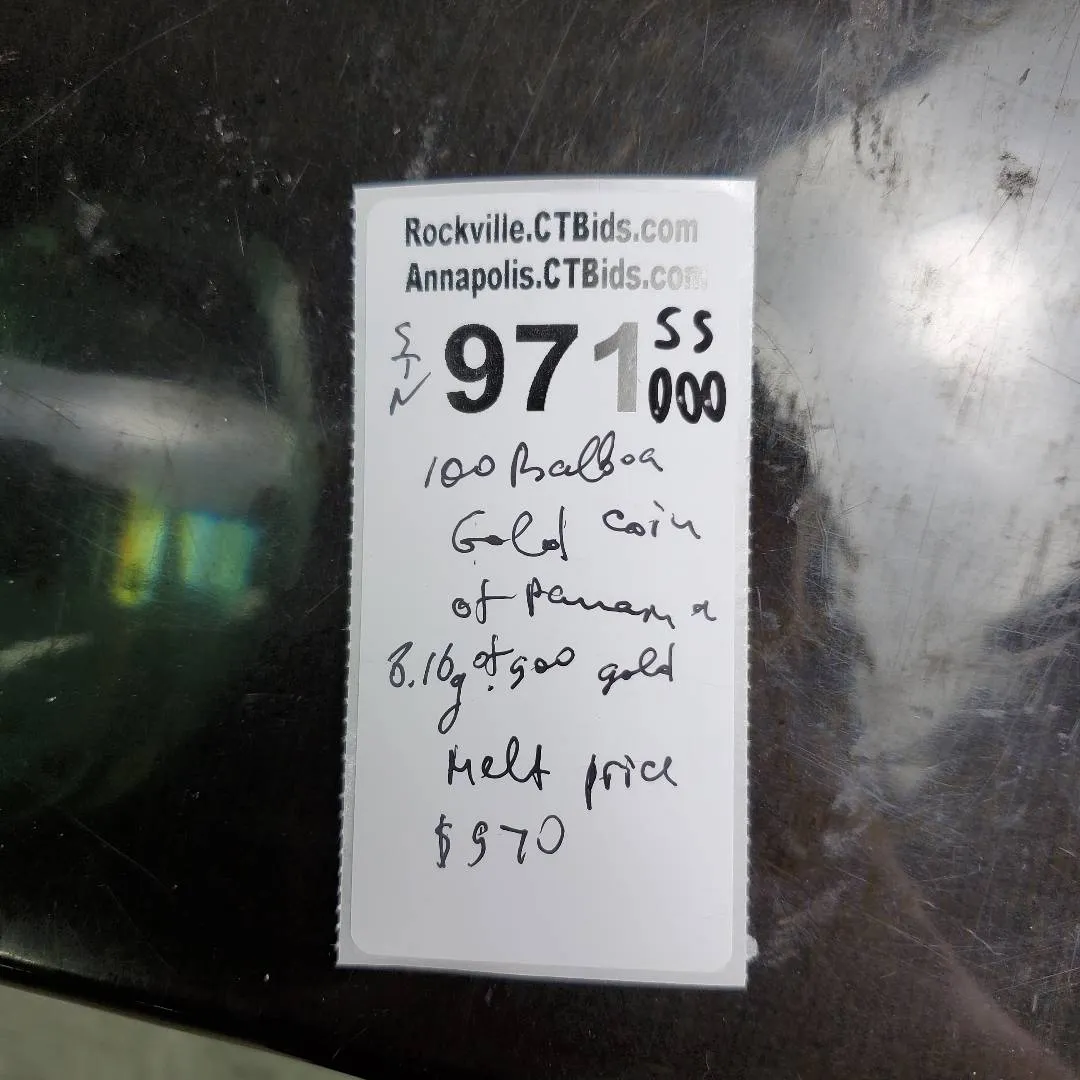 Rockville.CTBids.com
Annapolis.CTBids.com
STN 971 SS 000
100 Balboa
Gold coin
of Panama
8.16g of .900 gold
Melt price
$970